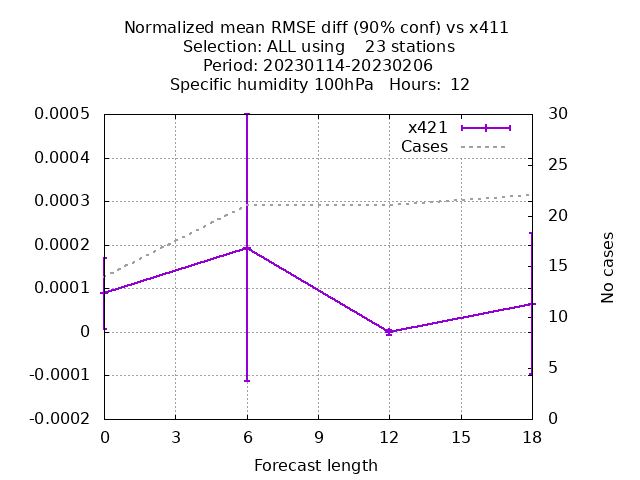 Normalized mean RMSE diff (90% conf) vs x411
Selection: ALL using    23 stations
Period: 20230114-20230206
Specific humidity 100hPa   Hours:  12
x421
Cases
0.0005
0.0004
0.0003
0.0002
0.0001
0
-0.0001
-0.0002
30
25
20
15
10
5
0
No cases
0 3 6 9 12 15 18
Forecast length